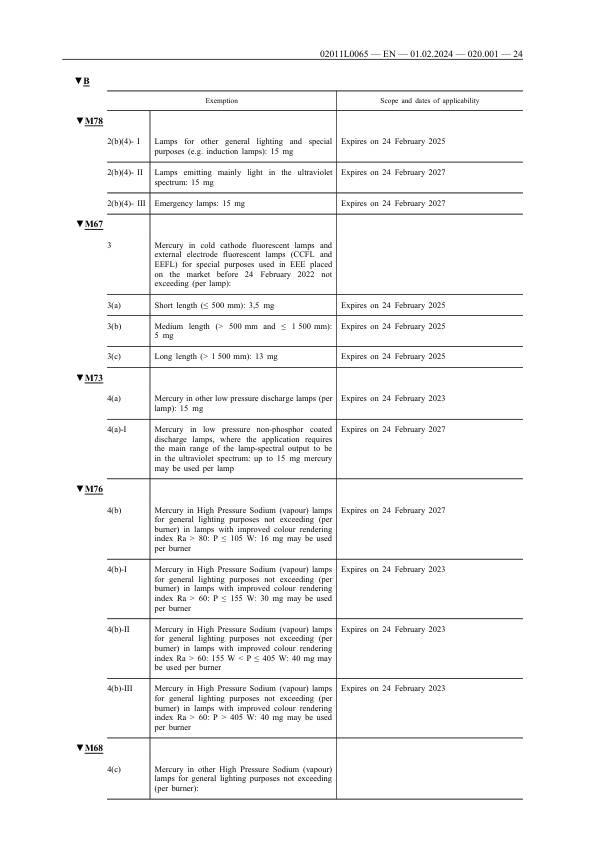 02011L0065 — EN — 01.02.2024 — 020.001 — 24
▼B
Exemption Scope and dates of applicability
▼M78
2(b)(4)- I Lamps for other general lighting and special Expires on 24 February 2025
purposes (e.g. induction lamps): 15 mg
2(b)(4)- II Lamps emitting mainly light in the ultraviolet Expires on 24 February 2027
spectrum: 15 mg
2(b)(4)- III Emergency lamps: 15 mg Expires on 24 February 2027
▼M67
3 Mercury in cold cathode fluorescent lamps and
external electrode fluorescent lamps (CCFL and
EEFL) for special purposes used in EEE placed
on the market before 24 February 2022 not
exceeding (per lamp):
3(a) Short length (≤ 500 mm): 3,5 mg Expires on 24 February 2025
3(b) Medium length (> 500 mm and ≤ 1 500 mm): Expires on 24 February 2025
5 mg
3(c) Long length (> 1 500 mm): 13 mg Expires on 24 February 2025
▼M73
4(a) Mercury in other low pressure discharge lamps (per Expires on 24 February 2023
lamp): 15 mg
4(a)-I Mercury in low pressure non-phosphor coated Expires on 24 February 2027
discharge lamps, where the application requires
the main range of the lamp-spectral output to be
in the ultraviolet spectrum: up to 15 mg mercury
may be used per lamp
▼M76
4(b) Mercury in High Pressure Sodium (vapour) lamps Expires on 24 February 2027
for general lighting purposes not exceeding (per
burner) in lamps with improved colour rendering
index Ra > 80: P ≤ 105 W: 16 mg may be used
per burner
4(b)-I Mercury in High Pressure Sodium (vapour) lamps Expires on 24 February 2023
for general lighting purposes not exceeding (per
burner) in lamps with improved colour rendering
index Ra > 60: P ≤ 155 W: 30 mg may be used
per burner
4(b)-II Mercury in High Pressure Sodium (vapour) lamps Expires on 24 February 2023
for general lighting purposes not exceeding (per
burner) in lamps with improved colour rendering
index Ra > 60: 155 W < P ≤ 405 W: 40 mg may
be used per burner
4(b)-III Mercury in High Pressure Sodium (vapour) lamps Expires on 24 February 2023
for general lighting purposes not exceeding (per
burner) in lamps with improved colour rendering
index Ra > 60: P > 405 W: 40 mg may be used
per burner
▼M68
4(c) Mercury in other High Pressure Sodium (vapour)
lamps for general lighting purposes not exceeding
(per burner):